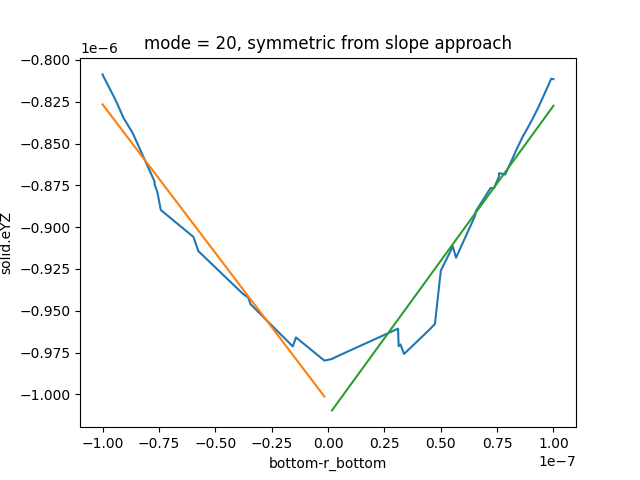 mode = 20, symmetric from slope approach
1e−6
−0.800
−0.825
−0.850
−0.875
−0.900
−0.925
−0.950
−0.975
−1.000
solid.eYZ
−1.00 −0.75 −0.50 −0.25 0.00 0.25 0.50 0.75 1.00
bottom-r_bottom
1e−7